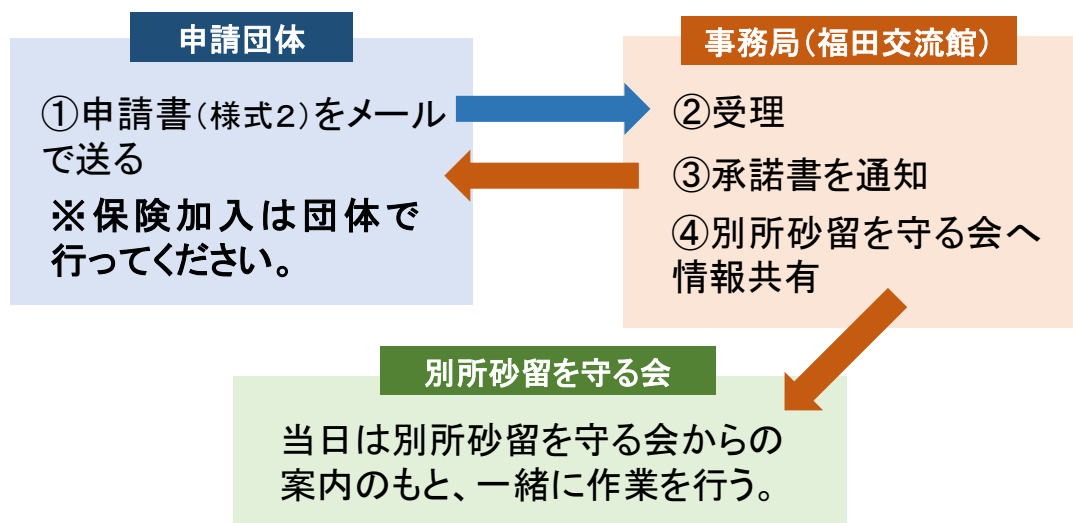 申請団体
①申請書（様式２）をメール
で送る
※保険加入は団体で
行ってください。
事務局（福田交流館）
②受理
③承諾書を通知
④別所砂留を守る会へ
情報共有
別所砂留を守る会
当日は別所砂留を守る会からの
案内のもと、一緒に作業を行う。